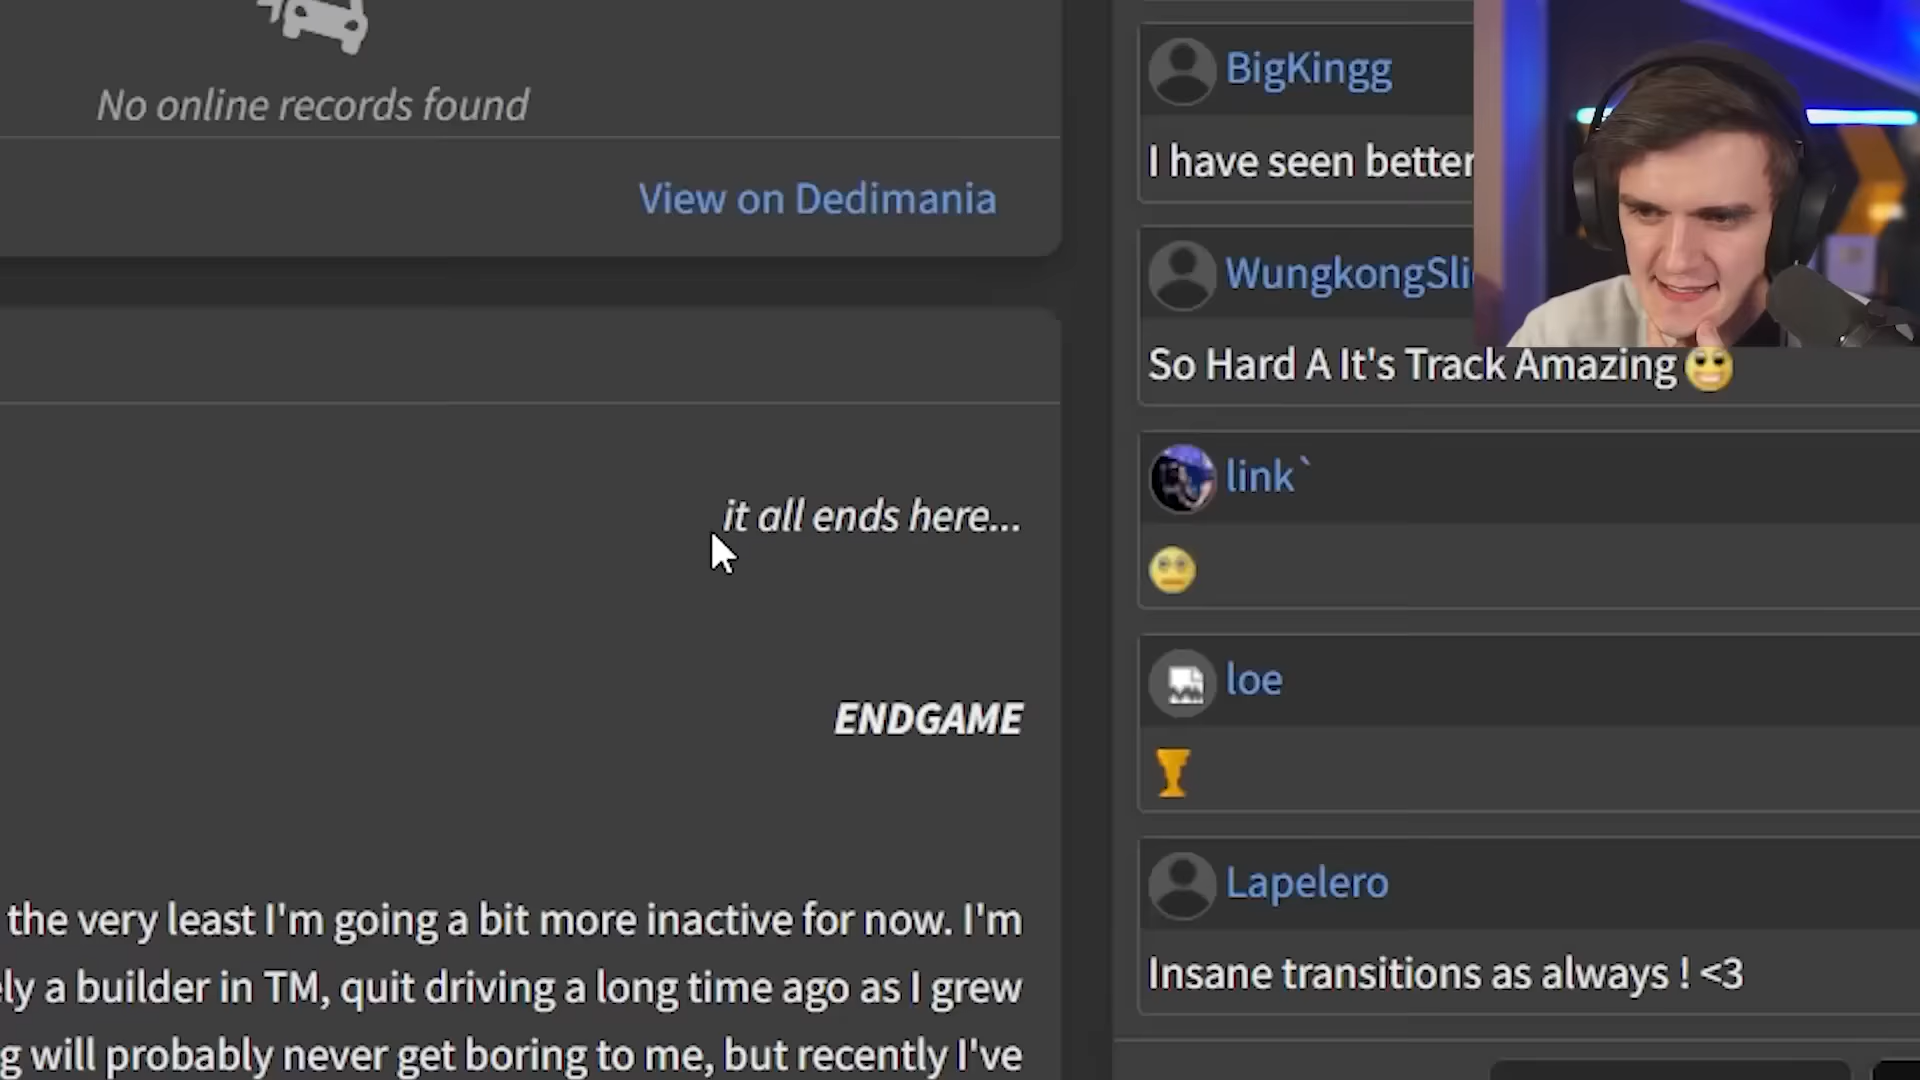 No online records found
View on Dedimania
it all ends here...
ENDGAME
the very least I'm going a bit more inactive for now. I'm
a builder in TM, quit driving a long time ago as I grew
will probably never get boring to me, but recently I've
BigKingg
I have seen better
WungkongSli
So Hard A It's Track Amazing
link`
loe
Lapelero
Insane transitions as always ! <3